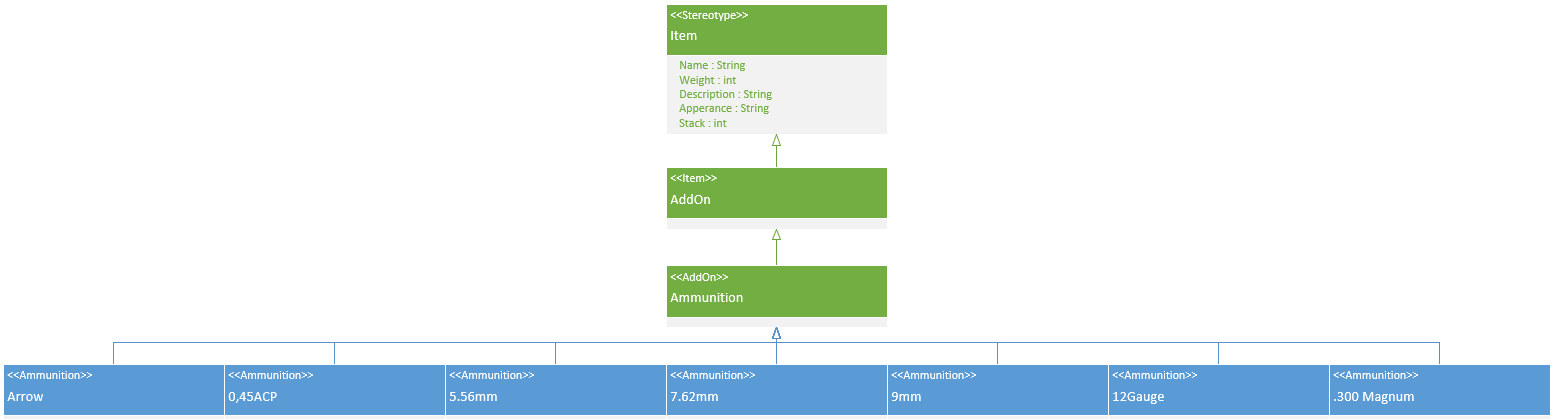 <<Stereotype>>
Item
Name : String
Weight : int
Description : String
Apperance : String
Stack : int
<<Item>>
AddOn
<<AddOn>>
Ammunition
<<Ammunition>>
Arrow
<<Ammunition>>
0,45ACP
<<Ammunition>>
5.56mm
<<Ammunition>>
7.62mm
<<Ammunition>>
9mm
<<Ammunition>>
12Gauge
<<Ammunition>>
.300 Magnum